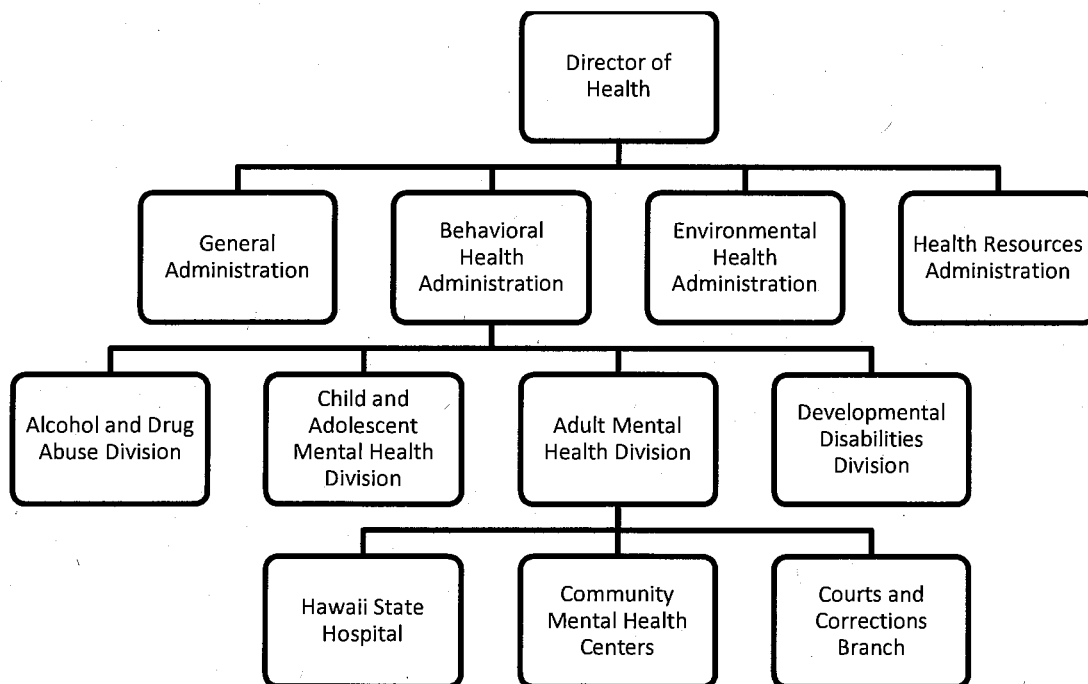 Director of
Health
General
Administration
Behavioral
Health
Administration
Environmental
Health
Administration
Health Resources
Administration
Alcohol and Drug
Abuse Division
Child and
Adolescent
Mental Health
Division
Adult Mental
Health Division
Developmental
Disabilities
Division
Hawaii State
Hospital
Community
Mental Health
Centers
Courts and
Corrections
Branch